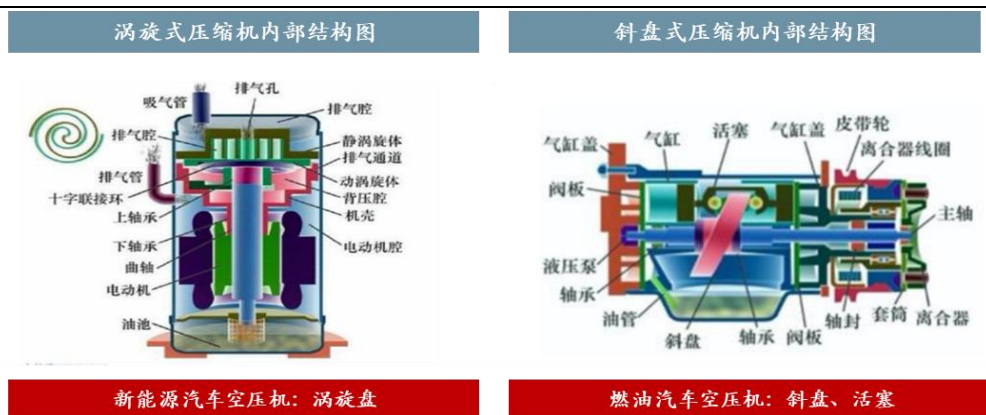 涡旋式压缩机内部结构图
斜盘式压缩机内部结构图
排气孔
吸气管
排气腔
排气腔
静涡旋体
排气通道
排气管
动涡旋体
十字联接环
背压腔
上轴承
机壳
下轴承
电动机腔
曲轴
电动机
油池
气缸盖
气缸
活塞
气缸盖
皮带轮
离合器线圈
阀板
主轴
液压泵
轴承
油管
斜盘
轴承
阀板
轴封
套筒
离合器
新能源汽车空压机：涡旋盘
燃油汽车空压机：斜盘、活塞